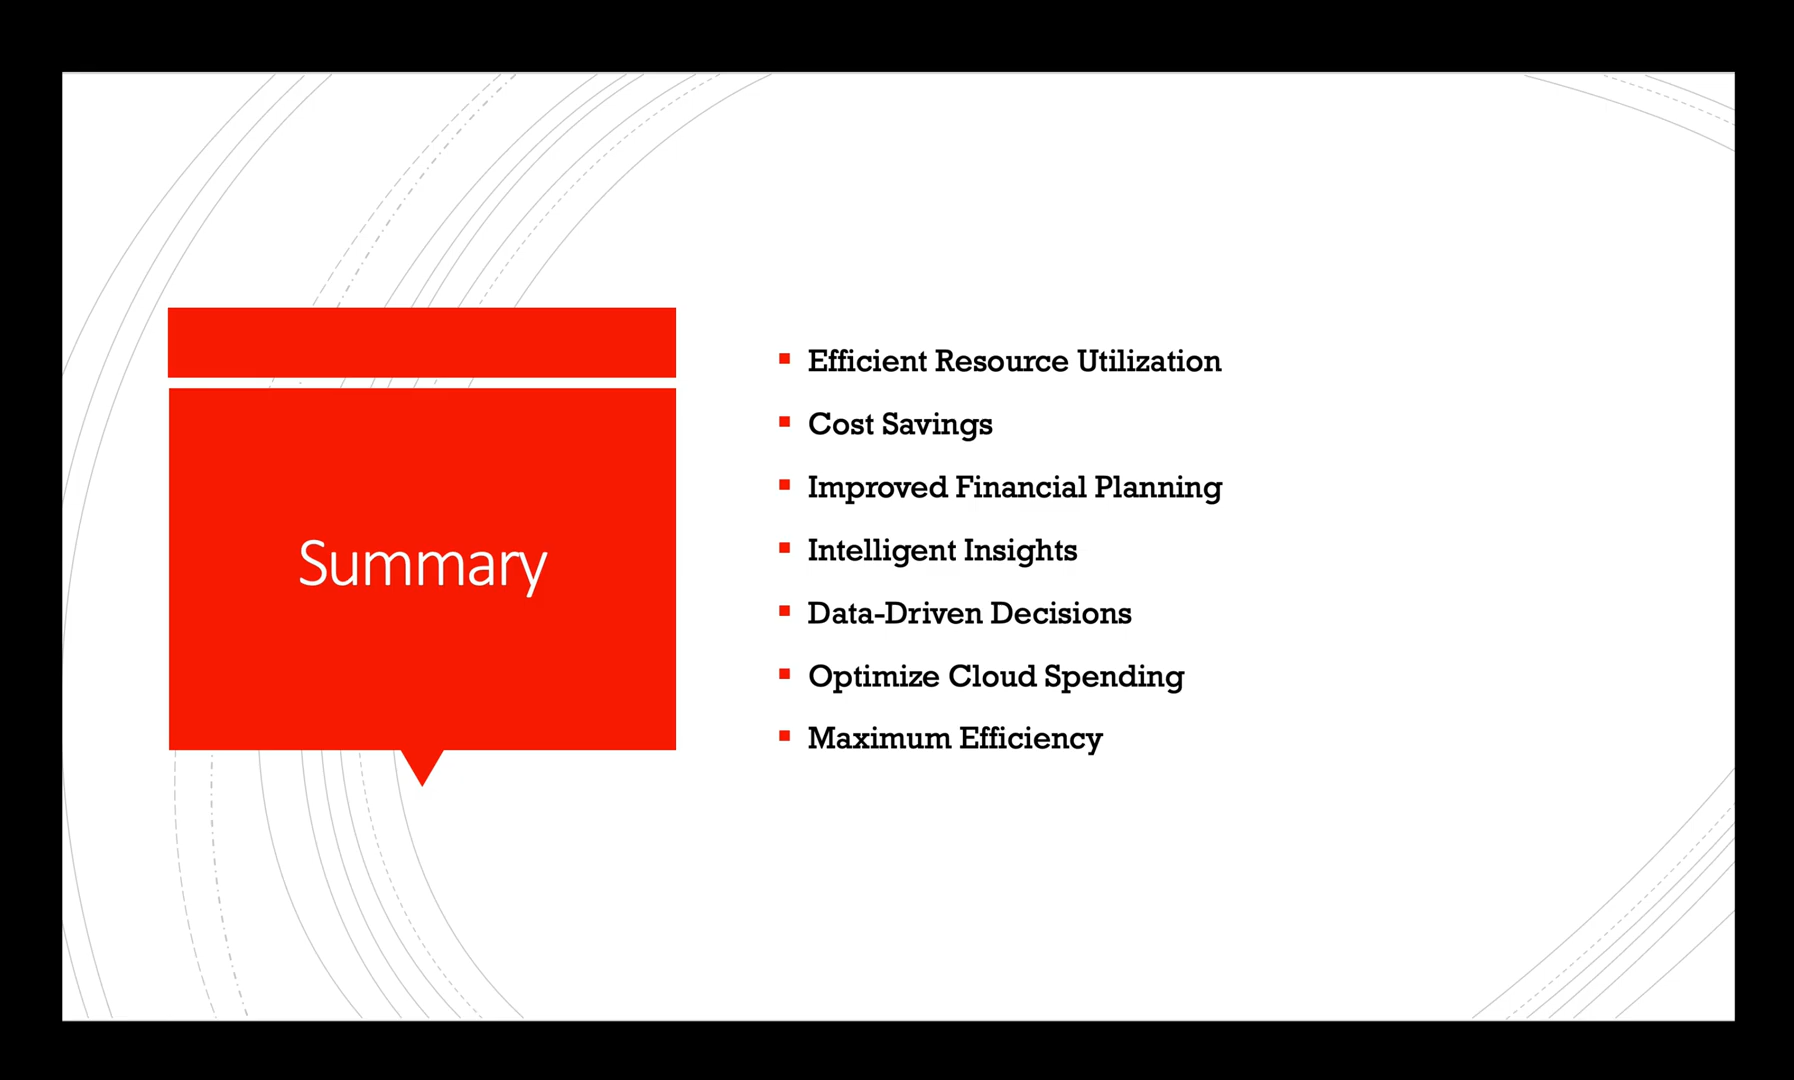 Summary
Efficient Resource Utilization
Cost Savings
Improved Financial Planning
Intelligent Insights
Data-Driven Decisions
Optimize Cloud Spending
Maximum Efficiency